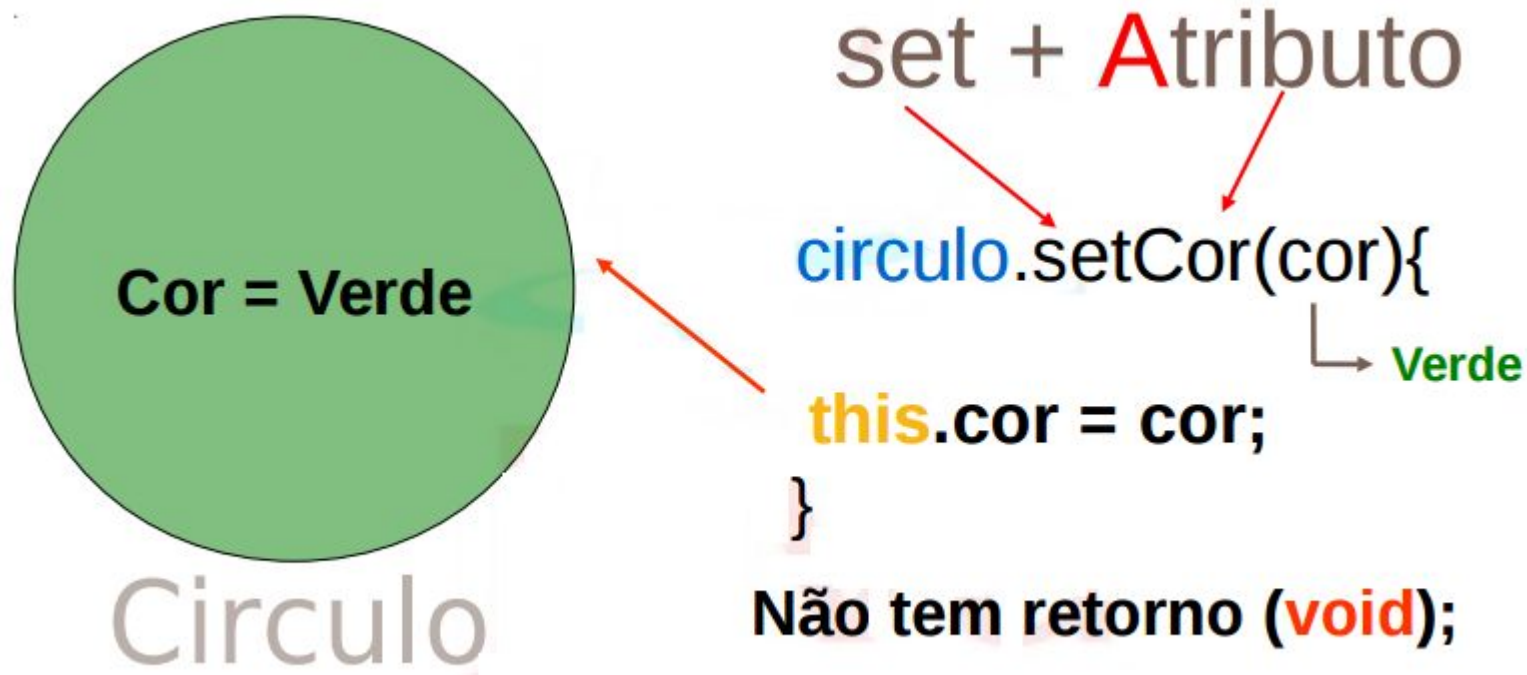 set + Atributo
Cor = Verde
circulo.setCor(cor){
Verde
this.cor = cor;
}
Circulo
Não tem retorno (void);